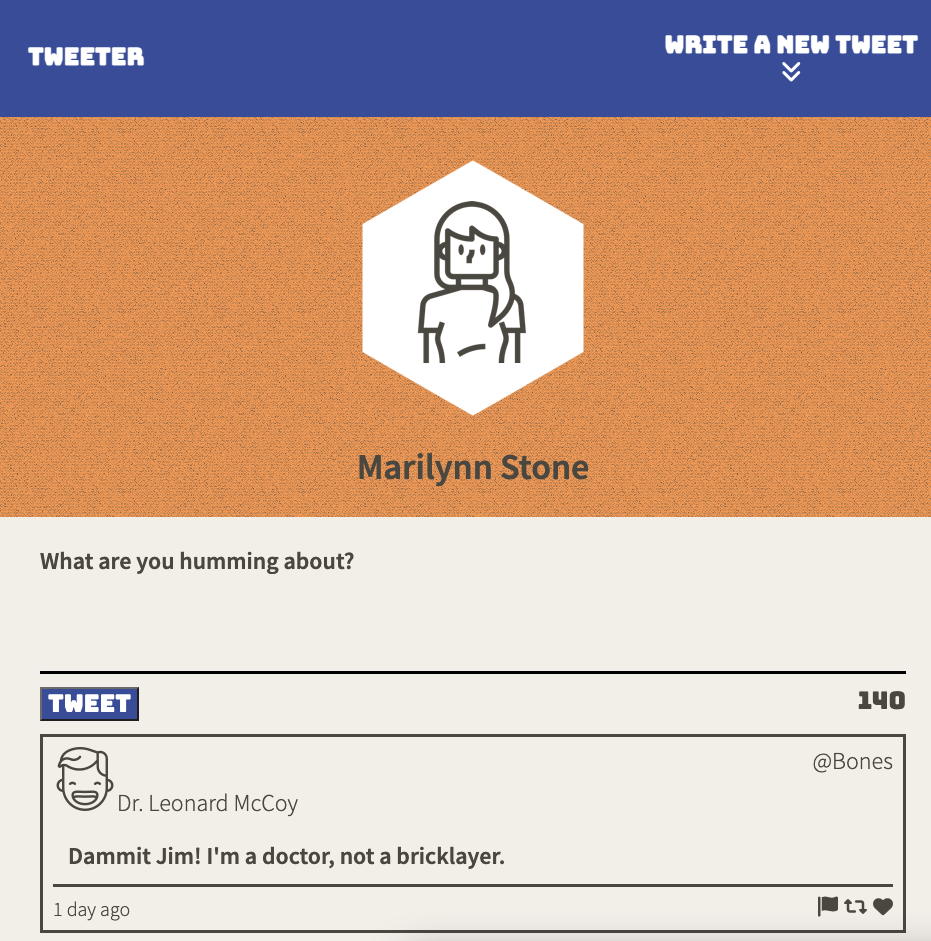 TWEETER
WRITE A NEW TWEET
Marilynn Stone
What are you humming about?
TWEET
140
@Bones
Dr. Leonard McCoy
Dammit Jim! I'm a doctor, not a bricklayer.
1 day ago